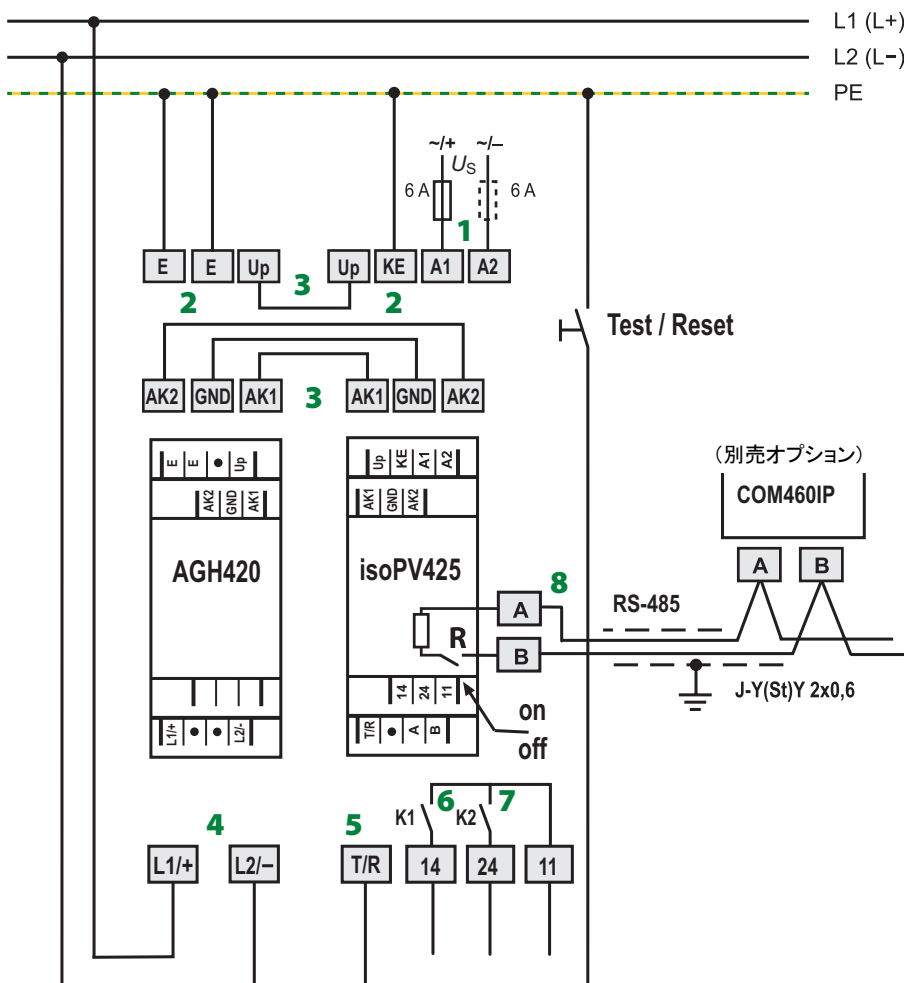 L1 (L+)
L2 (L−)
PE
~/+ ~/−
US
6 A 6 A
1
E E Up Up KE A1 A2
2 3 2
Test / Reset
AK2 GND AK1 3 AK1 GND AK2
E E Up
AK2 GND AK1
AGH420
L1/+ L2/-
Up KE A1 A2
AK1 GND AK2
isoPV425
R
14 24 11
T/R A B
on
off
（別売オプション）
COM460IP
A B
8
A
B
RS-485
J-Y(St)Y 2x0,6
4 5 K1 6 K2 7
L1/+ L2/− T/R 14 24 11